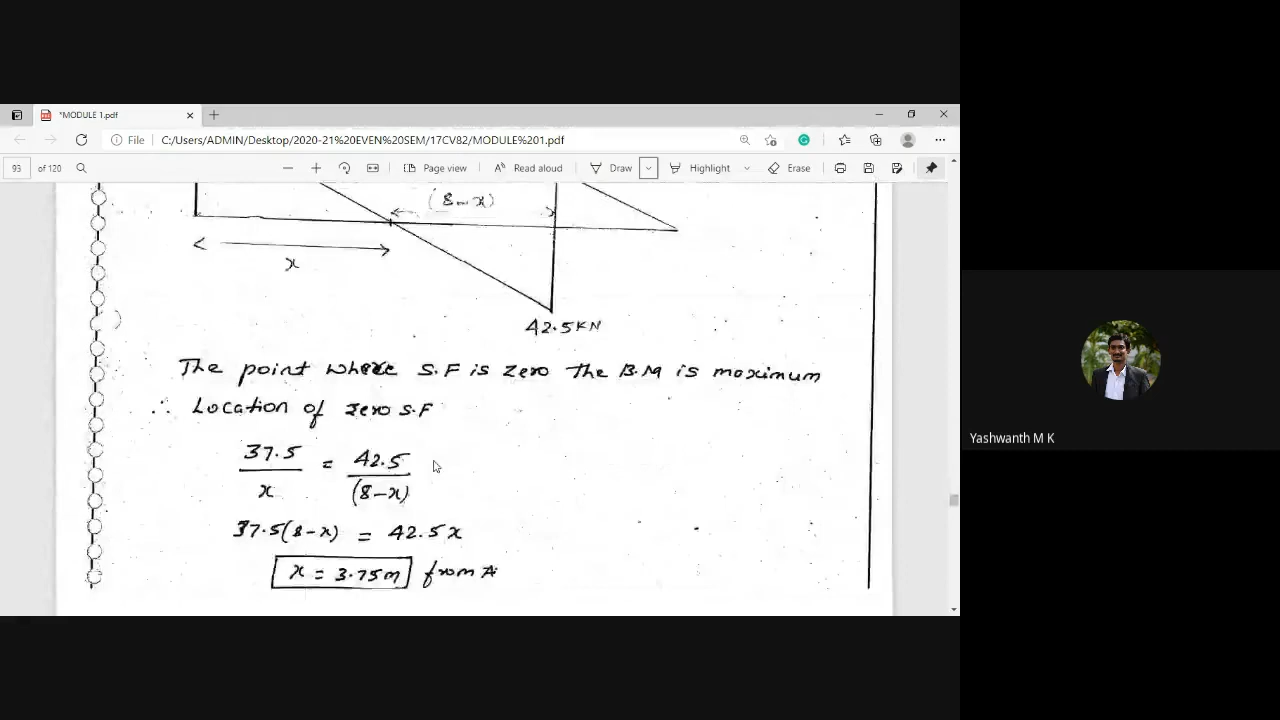 *MODULE 1.pdf
File C:/Users/ADMIN/Desktop/2020-21%20EVEN%20SEM/17CV82/MODULE%201.pdf
93 of 120 Page view Read aloud Draw Highlight Erase
(8-x)
x
42.5KN
The point where S.F is zero the B.M is maximum
∴ Location of zero S.F
37.5/x = 42.5/(8-x)
37.5(8-x) = 42.5x
x = 3.75m from A
Yashwanth M K